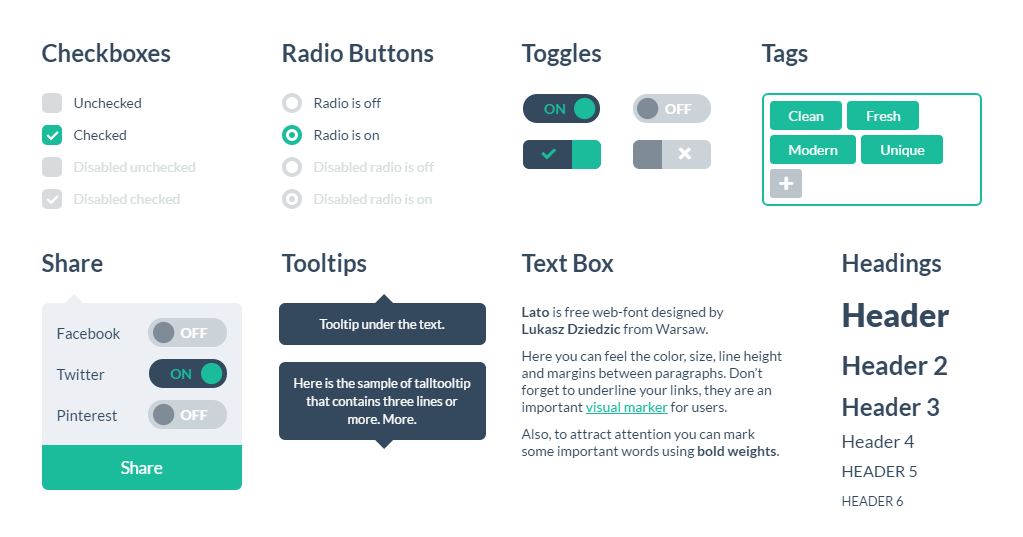 Checkboxes
Unchecked
Checked
Disabled unchecked
Disabled checked
Radio Buttons
Radio is off
Radio is on
Disabled radio is off
Disabled radio is on
Toggles
ON
OFF
Tags
Clean
Fresh
Modern
Unique
Share
Facebook
OFF
Twitter
ON
Pinterest
OFF
Share
Tooltips
Tooltip under the text.
Here is the sample of talltooltip
that contains three lines or
more. More.
Text Box
Lato is free web-font designed by
Lukasz Dziedzic from Warsaw.
Here you can feel the color, size, line height
and margins between paragraphs. Don't
forget to underline your links, they are an
important visual marker for users.
Also, to attract attention you can mark
some important words using bold weights.
Headings
Header
Header 2
Header 3
Header 4
HEADER 5
HEADER 6